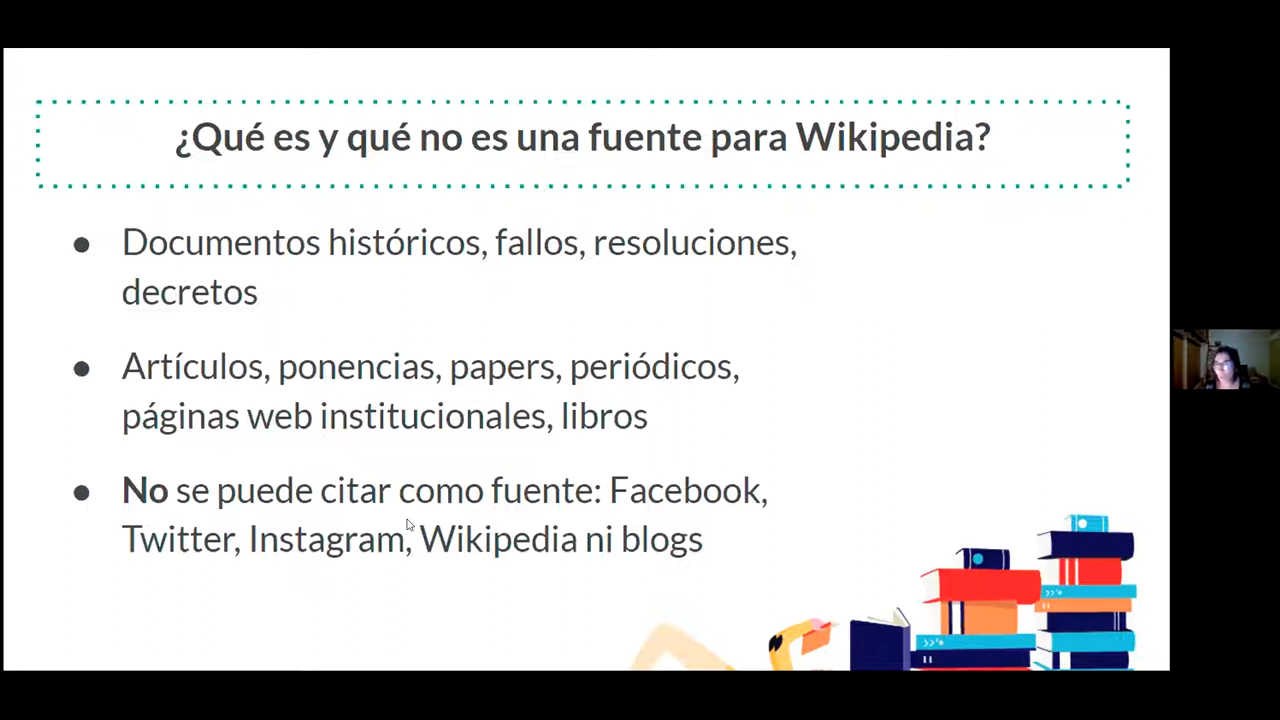 ¿Qué es y qué no es una fuente para Wikipedia?
● Documentos históricos, fallos, resoluciones,
decretos
● Artículos, ponencias, papers, periódicos,
páginas web institucionales, libros
● No se puede citar como fuente: Facebook,
Twitter, Instagram, Wikipedia ni blogs